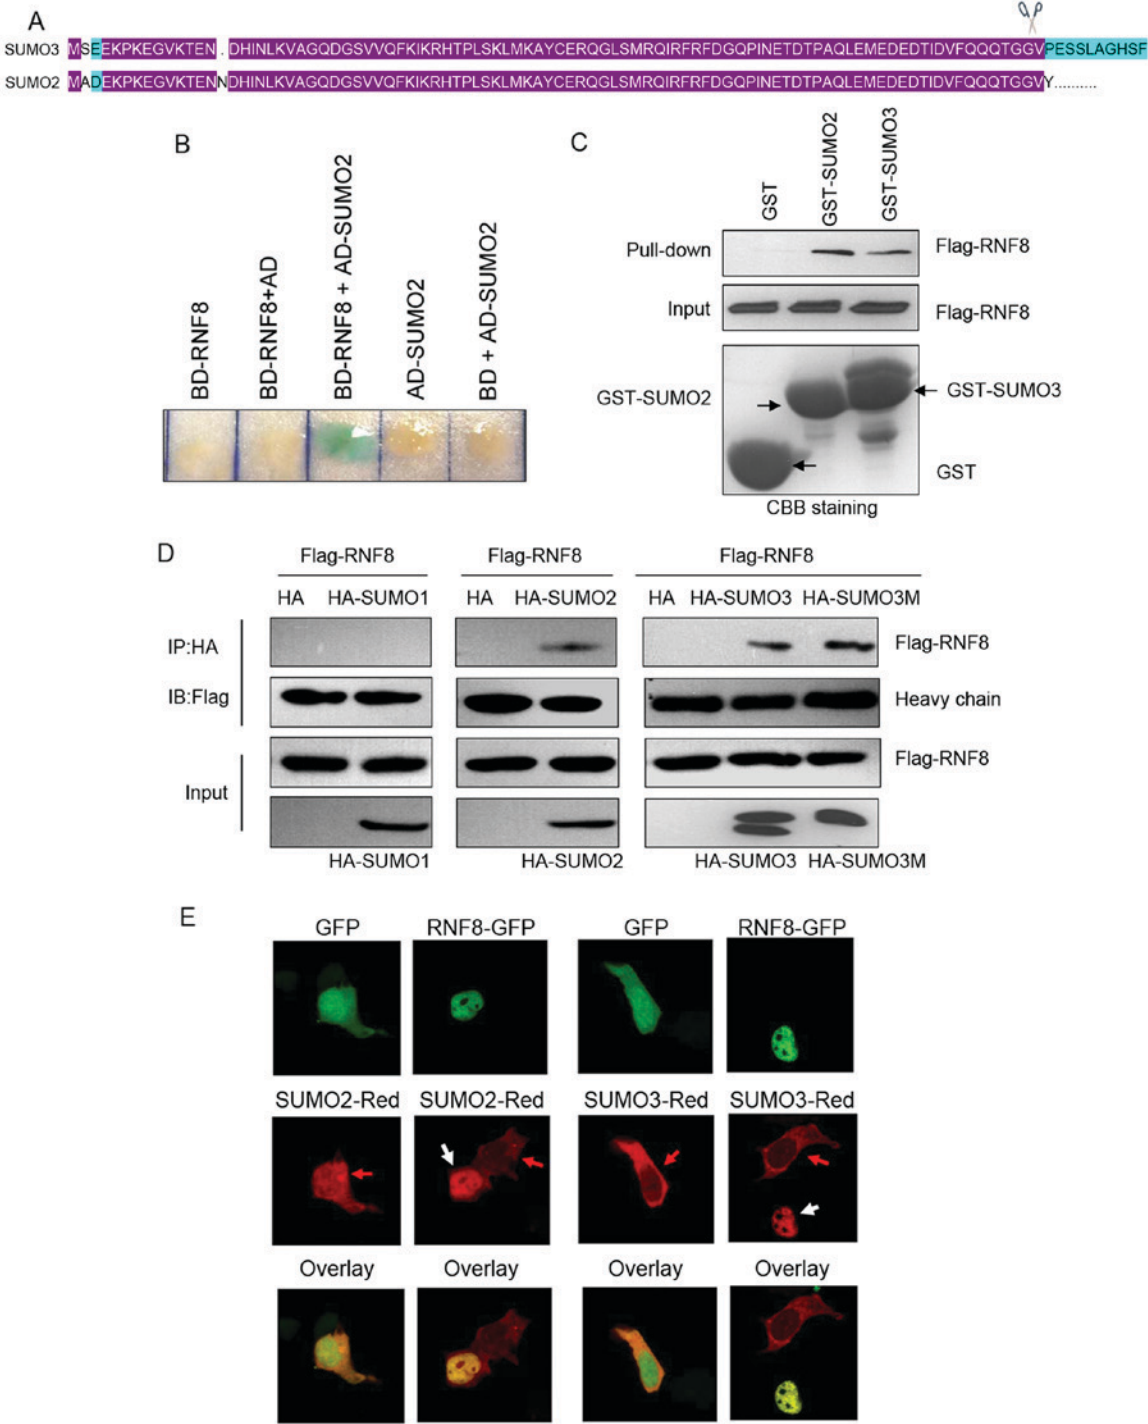 A
SUMO3 MSEEKPKEGVKTEN.DHINLKVAGQDGSVVQFKIKRHTPLSKLMKAYCERQGLSMRQIRFRFDGQPINETDTPAQLEMEDEDTIDVFQQQTGGVPESSLAGHSF
SUMO2 MADEKPKEGVKTENNDHINLKVAGQDGSVVQFKIKRHTPLSKLMKAYCERQGLSMRQIRFRFDGQPINETDTPAQLEMEDEDTIDVFQQQTGGVY..........
B
BD-RNF8
BD-RNF8+AD
BD-RNF8 + AD-SUMO2
AD-SUMO2
BD + AD-SUMO2
C
GST
GST-SUMO2
GST-SUMO3
Pull-down Flag-RNF8
Input Flag-RNF8
GST-SUMO2 GST-SUMO3
GST
CBB staining
D
Flag-RNF8 Flag-RNF8 Flag-RNF8
HA HA-SUMO1 HA HA-SUMO2 HA HA-SUMO3 HA-SUMO3M
IP:HA Flag-RNF8
IB:Flag Heavy chain
Flag-RNF8
Input
HA-SUMO1 HA-SUMO2 HA-SUMO3 HA-SUMO3M
E
GFP RNF8-GFP GFP RNF8-GFP
SUMO2-Red SUMO2-Red SUMO3-Red SUMO3-Red
Overlay Overlay Overlay Overlay